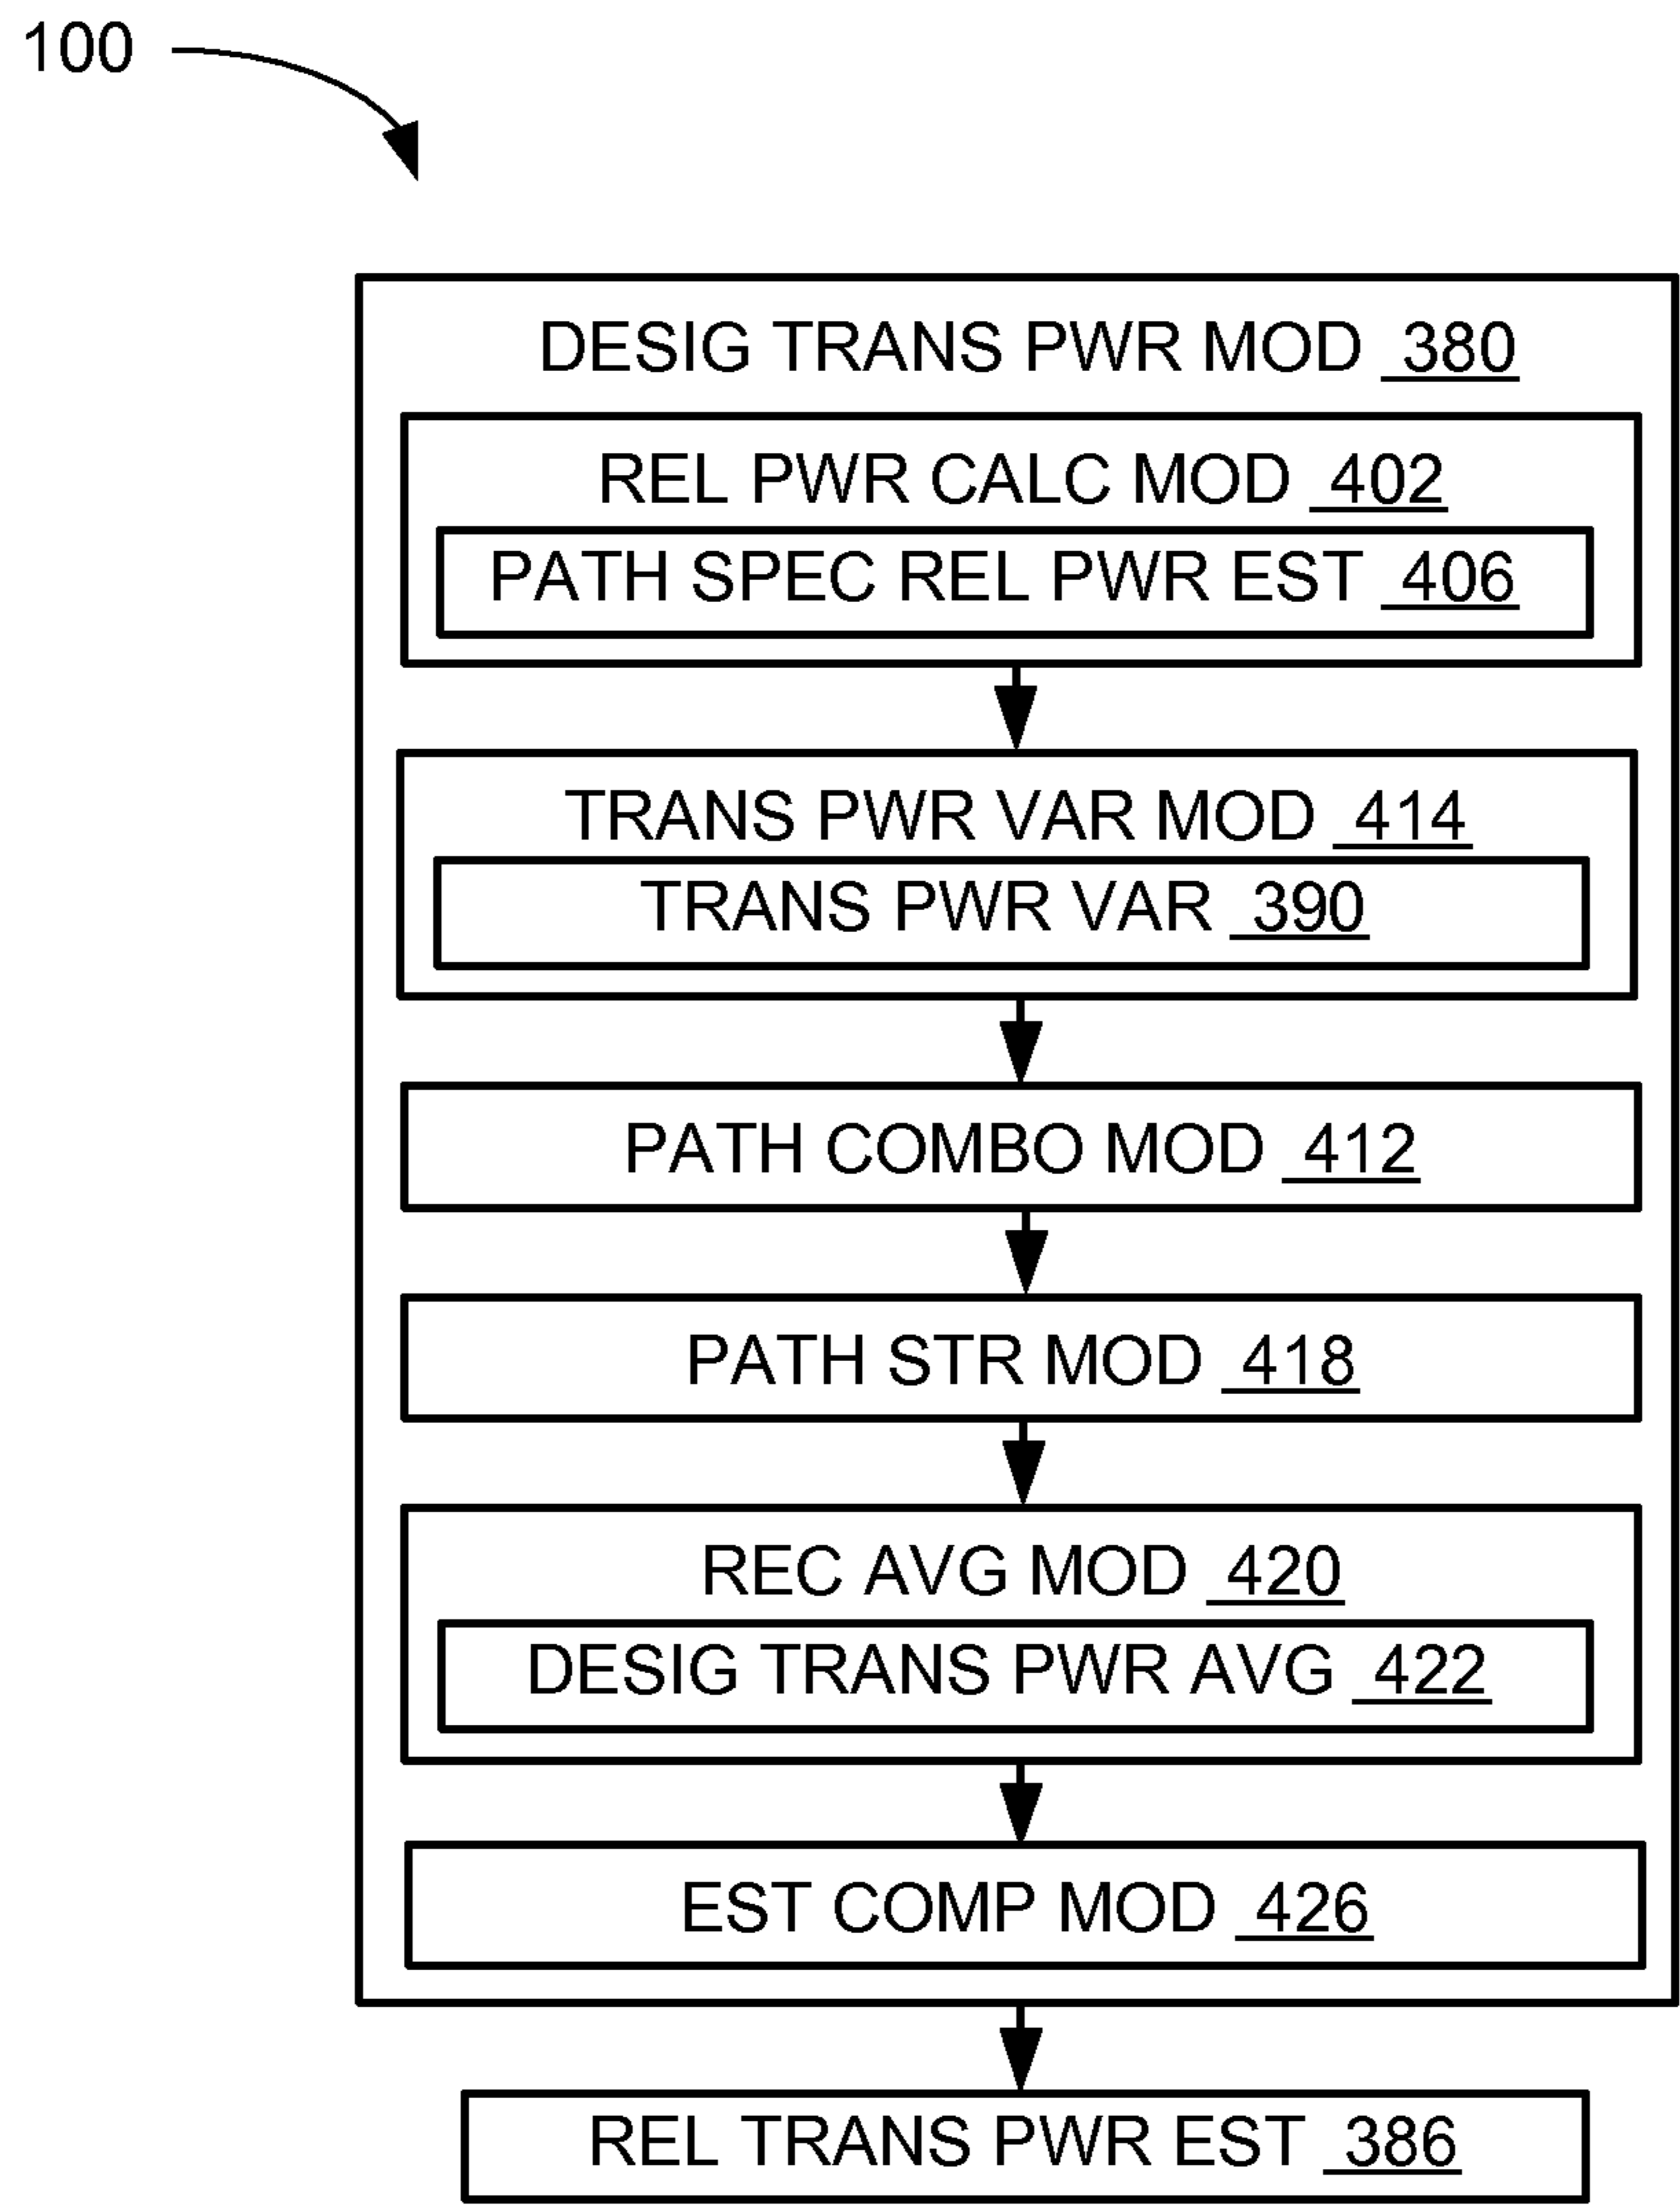 100
DESIG TRANS PWR MOD 380
REL PWR CALC MOD 402
PATH SPEC REL PWR EST 406
TRANS PWR VAR MOD 414
TRANS PWR VAR 390
PATH COMBO MOD 412
PATH STR MOD 418
REC AVG MOD 420
DESIG TRANS PWR AVG 422
EST COMP MOD 426
REL TRANS PWR EST 386